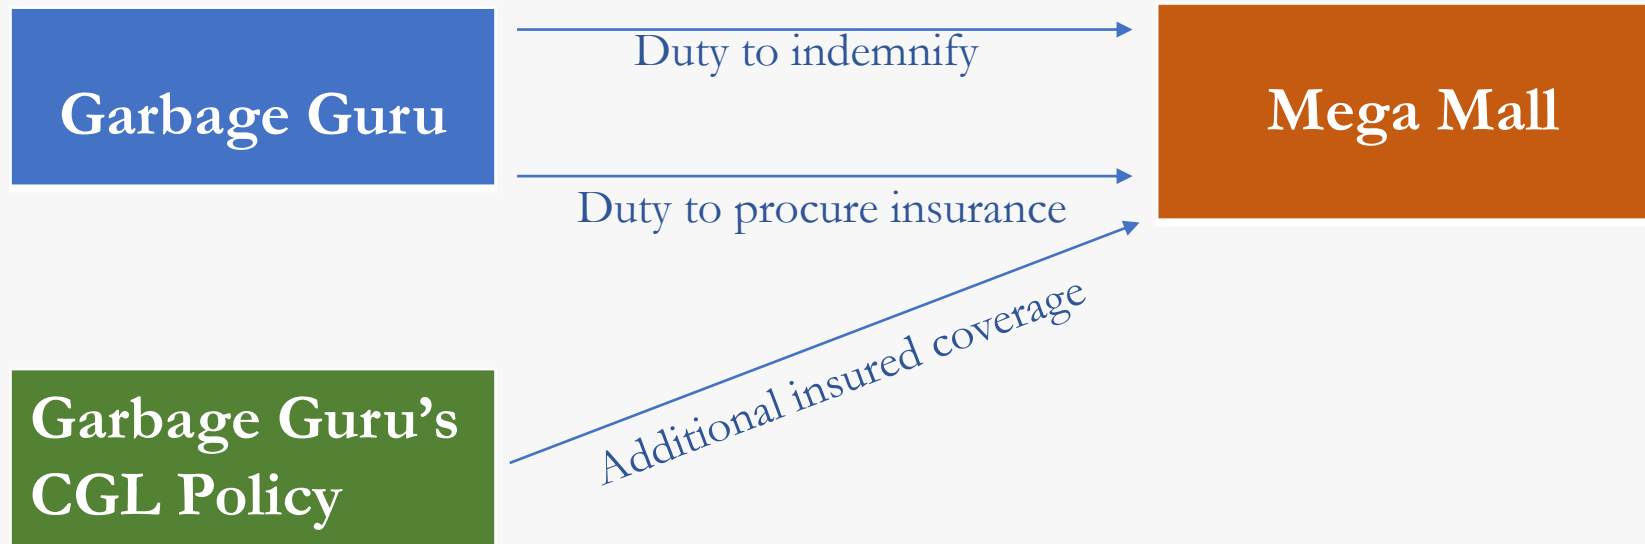 Duty to indemnify
Garbage Guru
Mega Mall
Duty to procure insurance
Additional insured coverage
Garbage Guru’s
CGL Policy